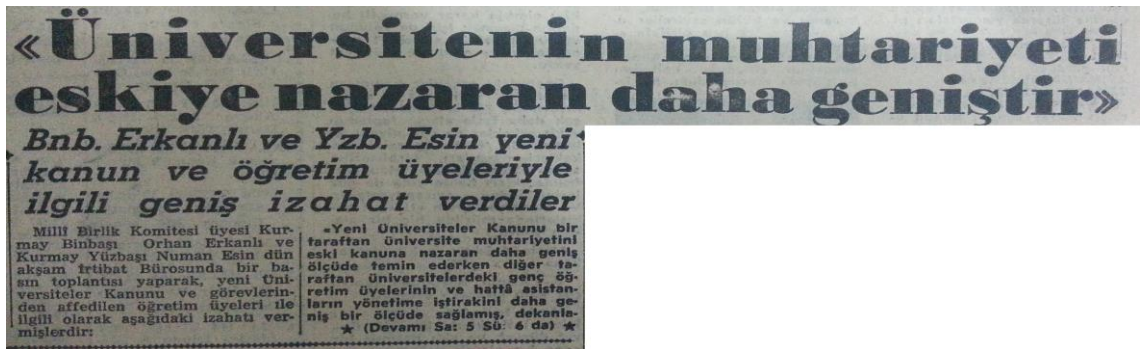 «Üniversitenin muhtariyeti
eskiye nazaran daha geniştir»
Bnb. Erkanlı ve Yzb. Esin yeni
kanun ve öğretim üyeleriyle
ilgili geniş izahat verdiler
Millî Birlik Komitesi üyesi Kur-
may Binbaşı Orhan Erkanlı ve
Kurmay Yüzbaşı Numan Esin dün
akşam İrtibat Bürosunda bir ba-
sın toplantısı yaparak, yeni Üni-
versiteler Kanunu ve görevlerin-
den affedilen öğretim üyeleri ile
ilgili olarak aşağıdaki izahatı ver-
mişlerdir:
«Yeni Üniversiteler Kanunu bir
taraftan üniversite muhtariyetini
eski kanuna nazaran daha geniş
ölçüde temin ederken diğer ta-
raftan üniversitelerdeki genç öğ-
retim üyelerinin ve hattâ asistan-
ların yönetime iştirakini daha ge-
niş bir ölçüde sağlamış, dekanla-
★ (Devamı Sa: 5 Sü: 6 da) ★